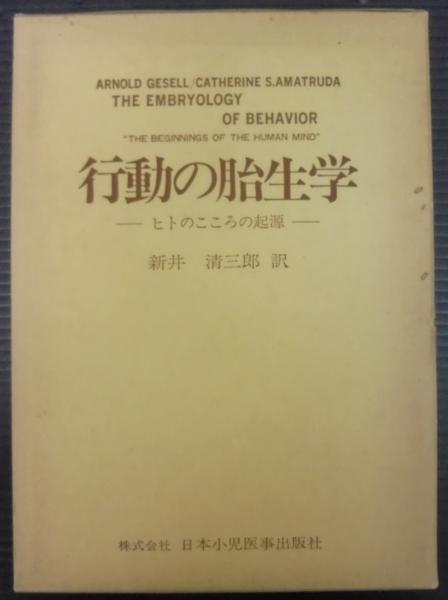 ARNOLD GESELL/CATHERINE S.AMATRUDA
THE EMBRYOLOGY
OF BEHAVIOR
"THE BEGINNINGS OF THE HUMAN MIND"
行動の胎生学
― ヒトのこころの起源 ―
新井 清三郎 訳
株式会社 日本小児医事出版社